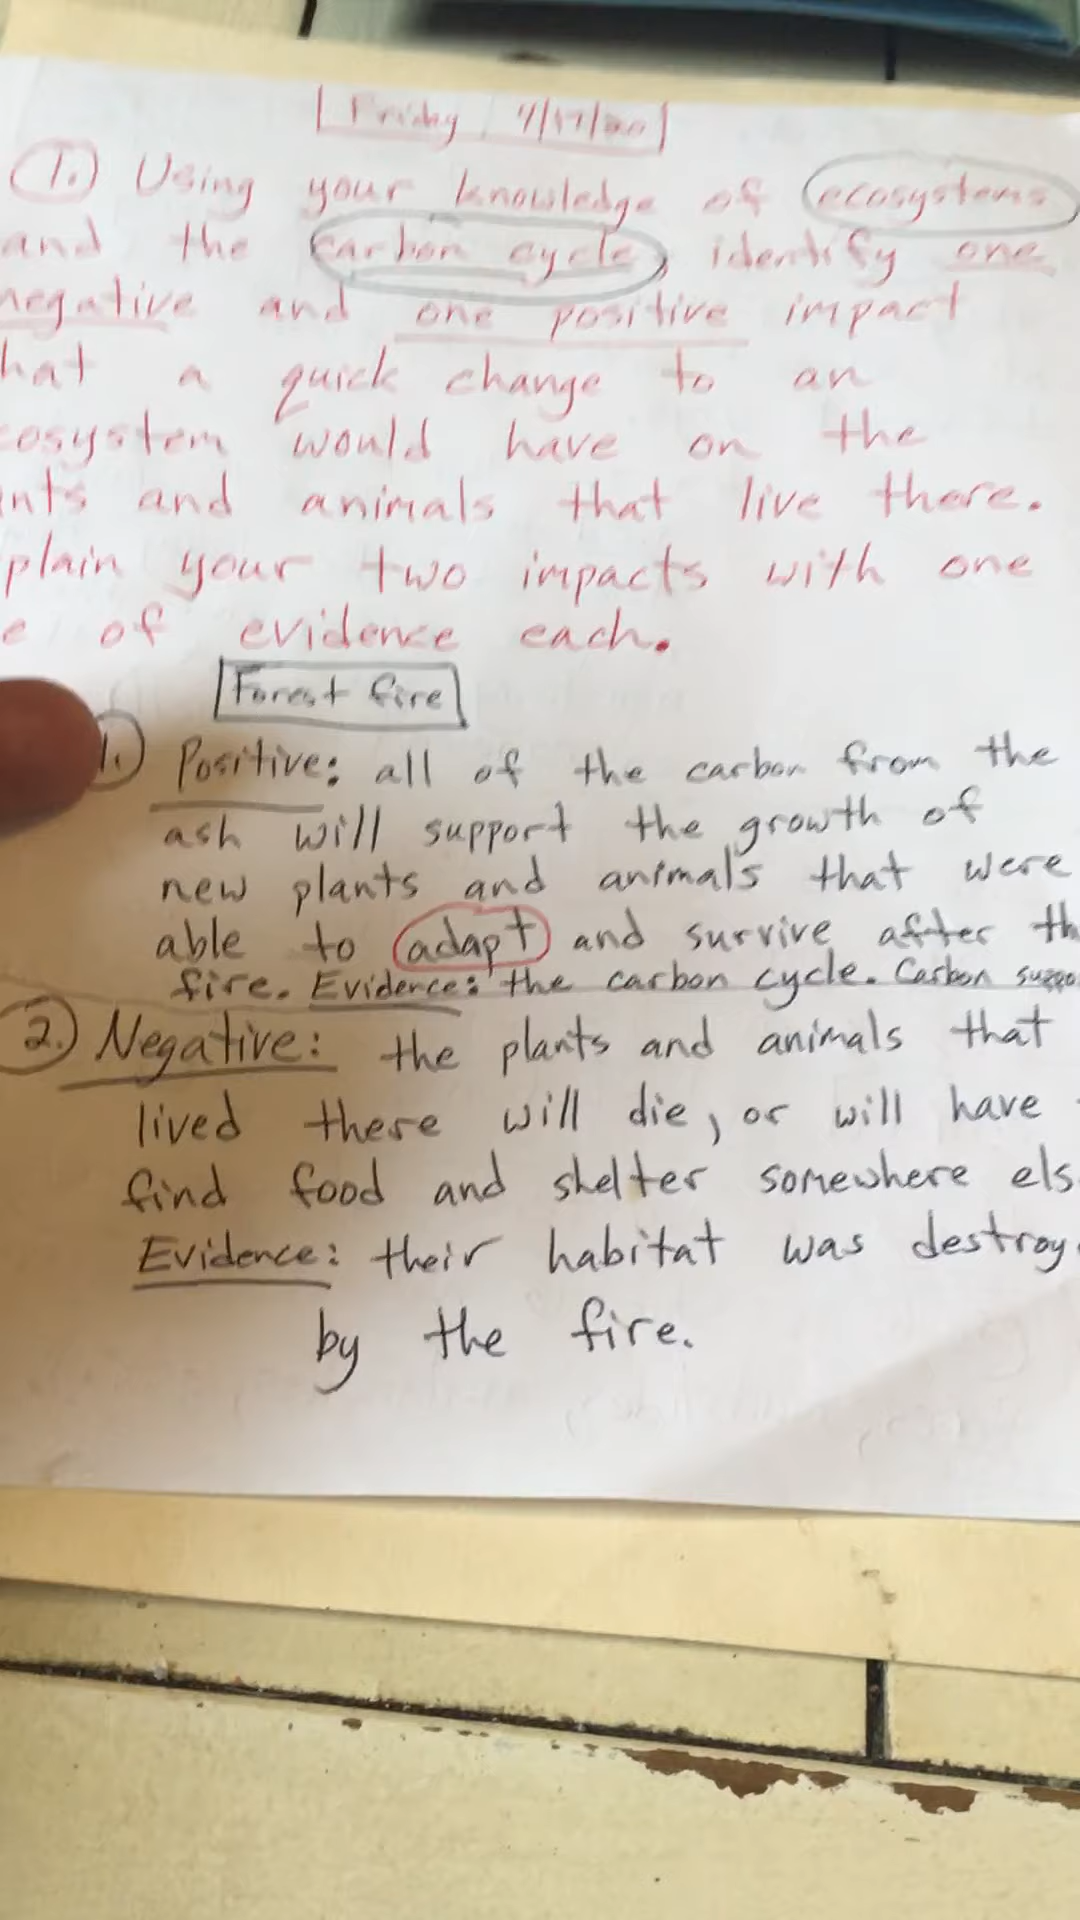 Friday 4/17/20
1.) Using your knowledge of ecosystems
and the carbon cycle, identify one
negative and one positive impact
hat a quick change to an
cosystem would have on the
nts and animals that live there.
plain your two impacts with one
e of evidence each.
Forest fire
1.) Positive: all of the carbon from the
ash will support the growth of
new plants and animals that were
able to adapt and survive after th
fire. Evidence: the carbon cycle. Carbon suppo
2.) Negative: the plants and animals that
lived there will die, or will have
find food and shelter somewhere els
Evidence: their habitat was destroy
by the fire.